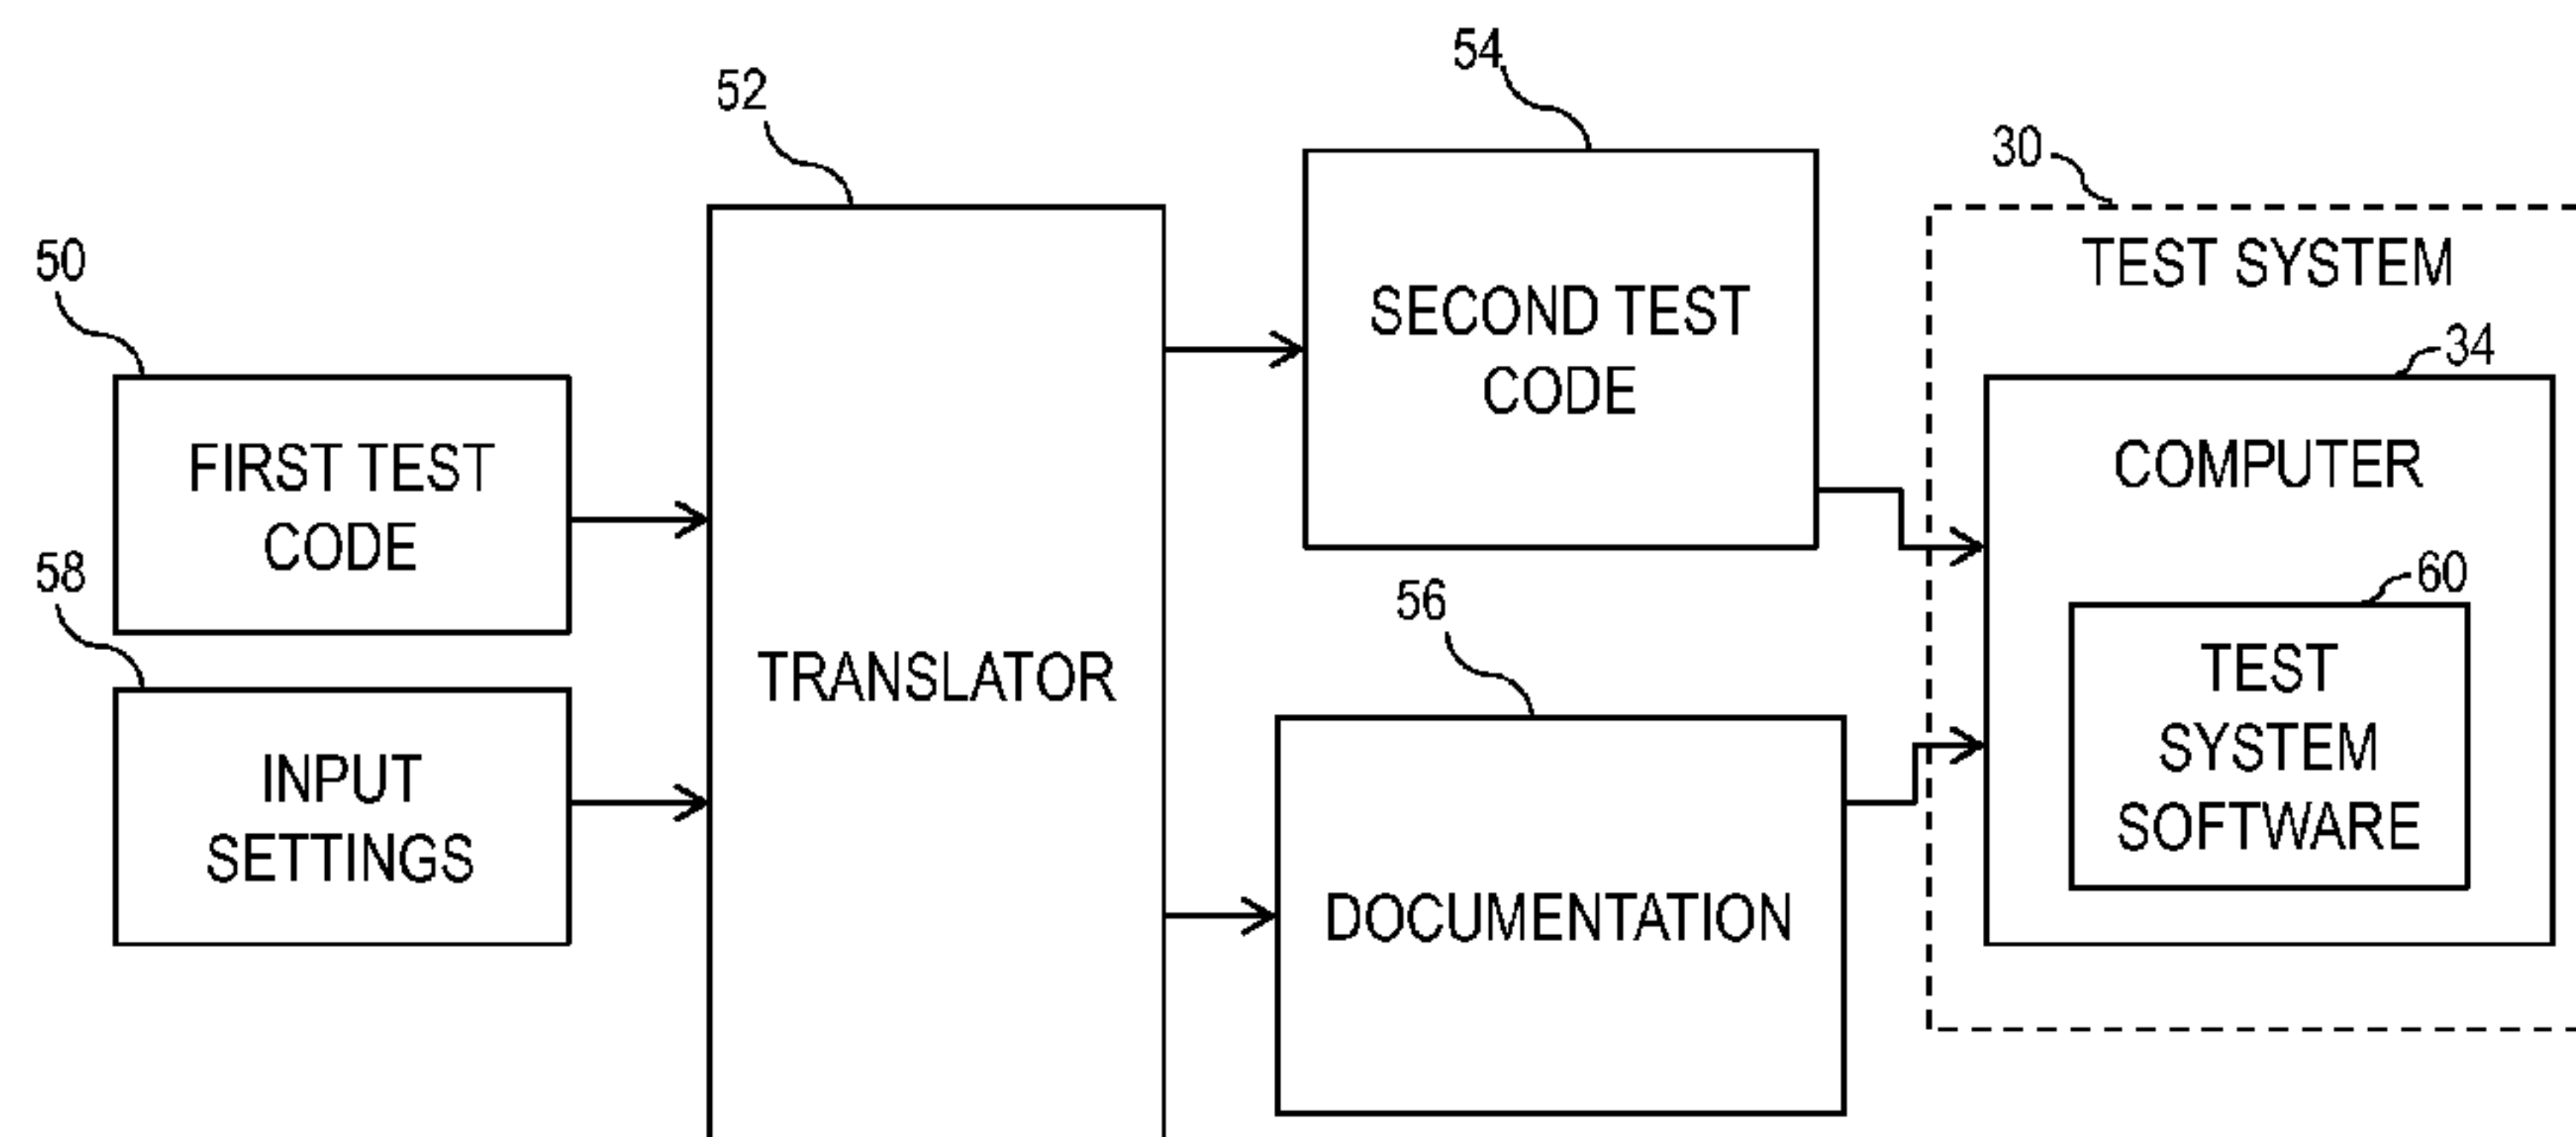 54
52
30
TEST SYSTEM
50
SECOND TEST
CODE
34
COMPUTER
FIRST TEST
CODE
58
56
60
TRANSLATOR
TEST
SYSTEM
SOFTWARE
INPUT
SETTINGS
DOCUMENTATION